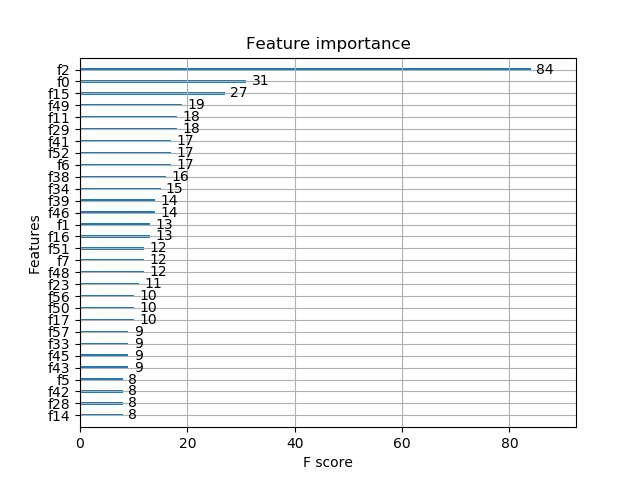 Feature importance
Features
f2 84
f0 31
f15 27
f49 19
f11 18
f29 18
f41 17
f52 17
f6 17
f38 16
f34 15
f39 14
f46 14
f1 13
f16 13
f51 12
f7 12
f48 12
f23 11
f56 10
f50 10
f17 10
f57 9
f33 9
f45 9
f43 9
f5 8
f42 8
f28 8
f14 8
0 20 40 60 80
F score